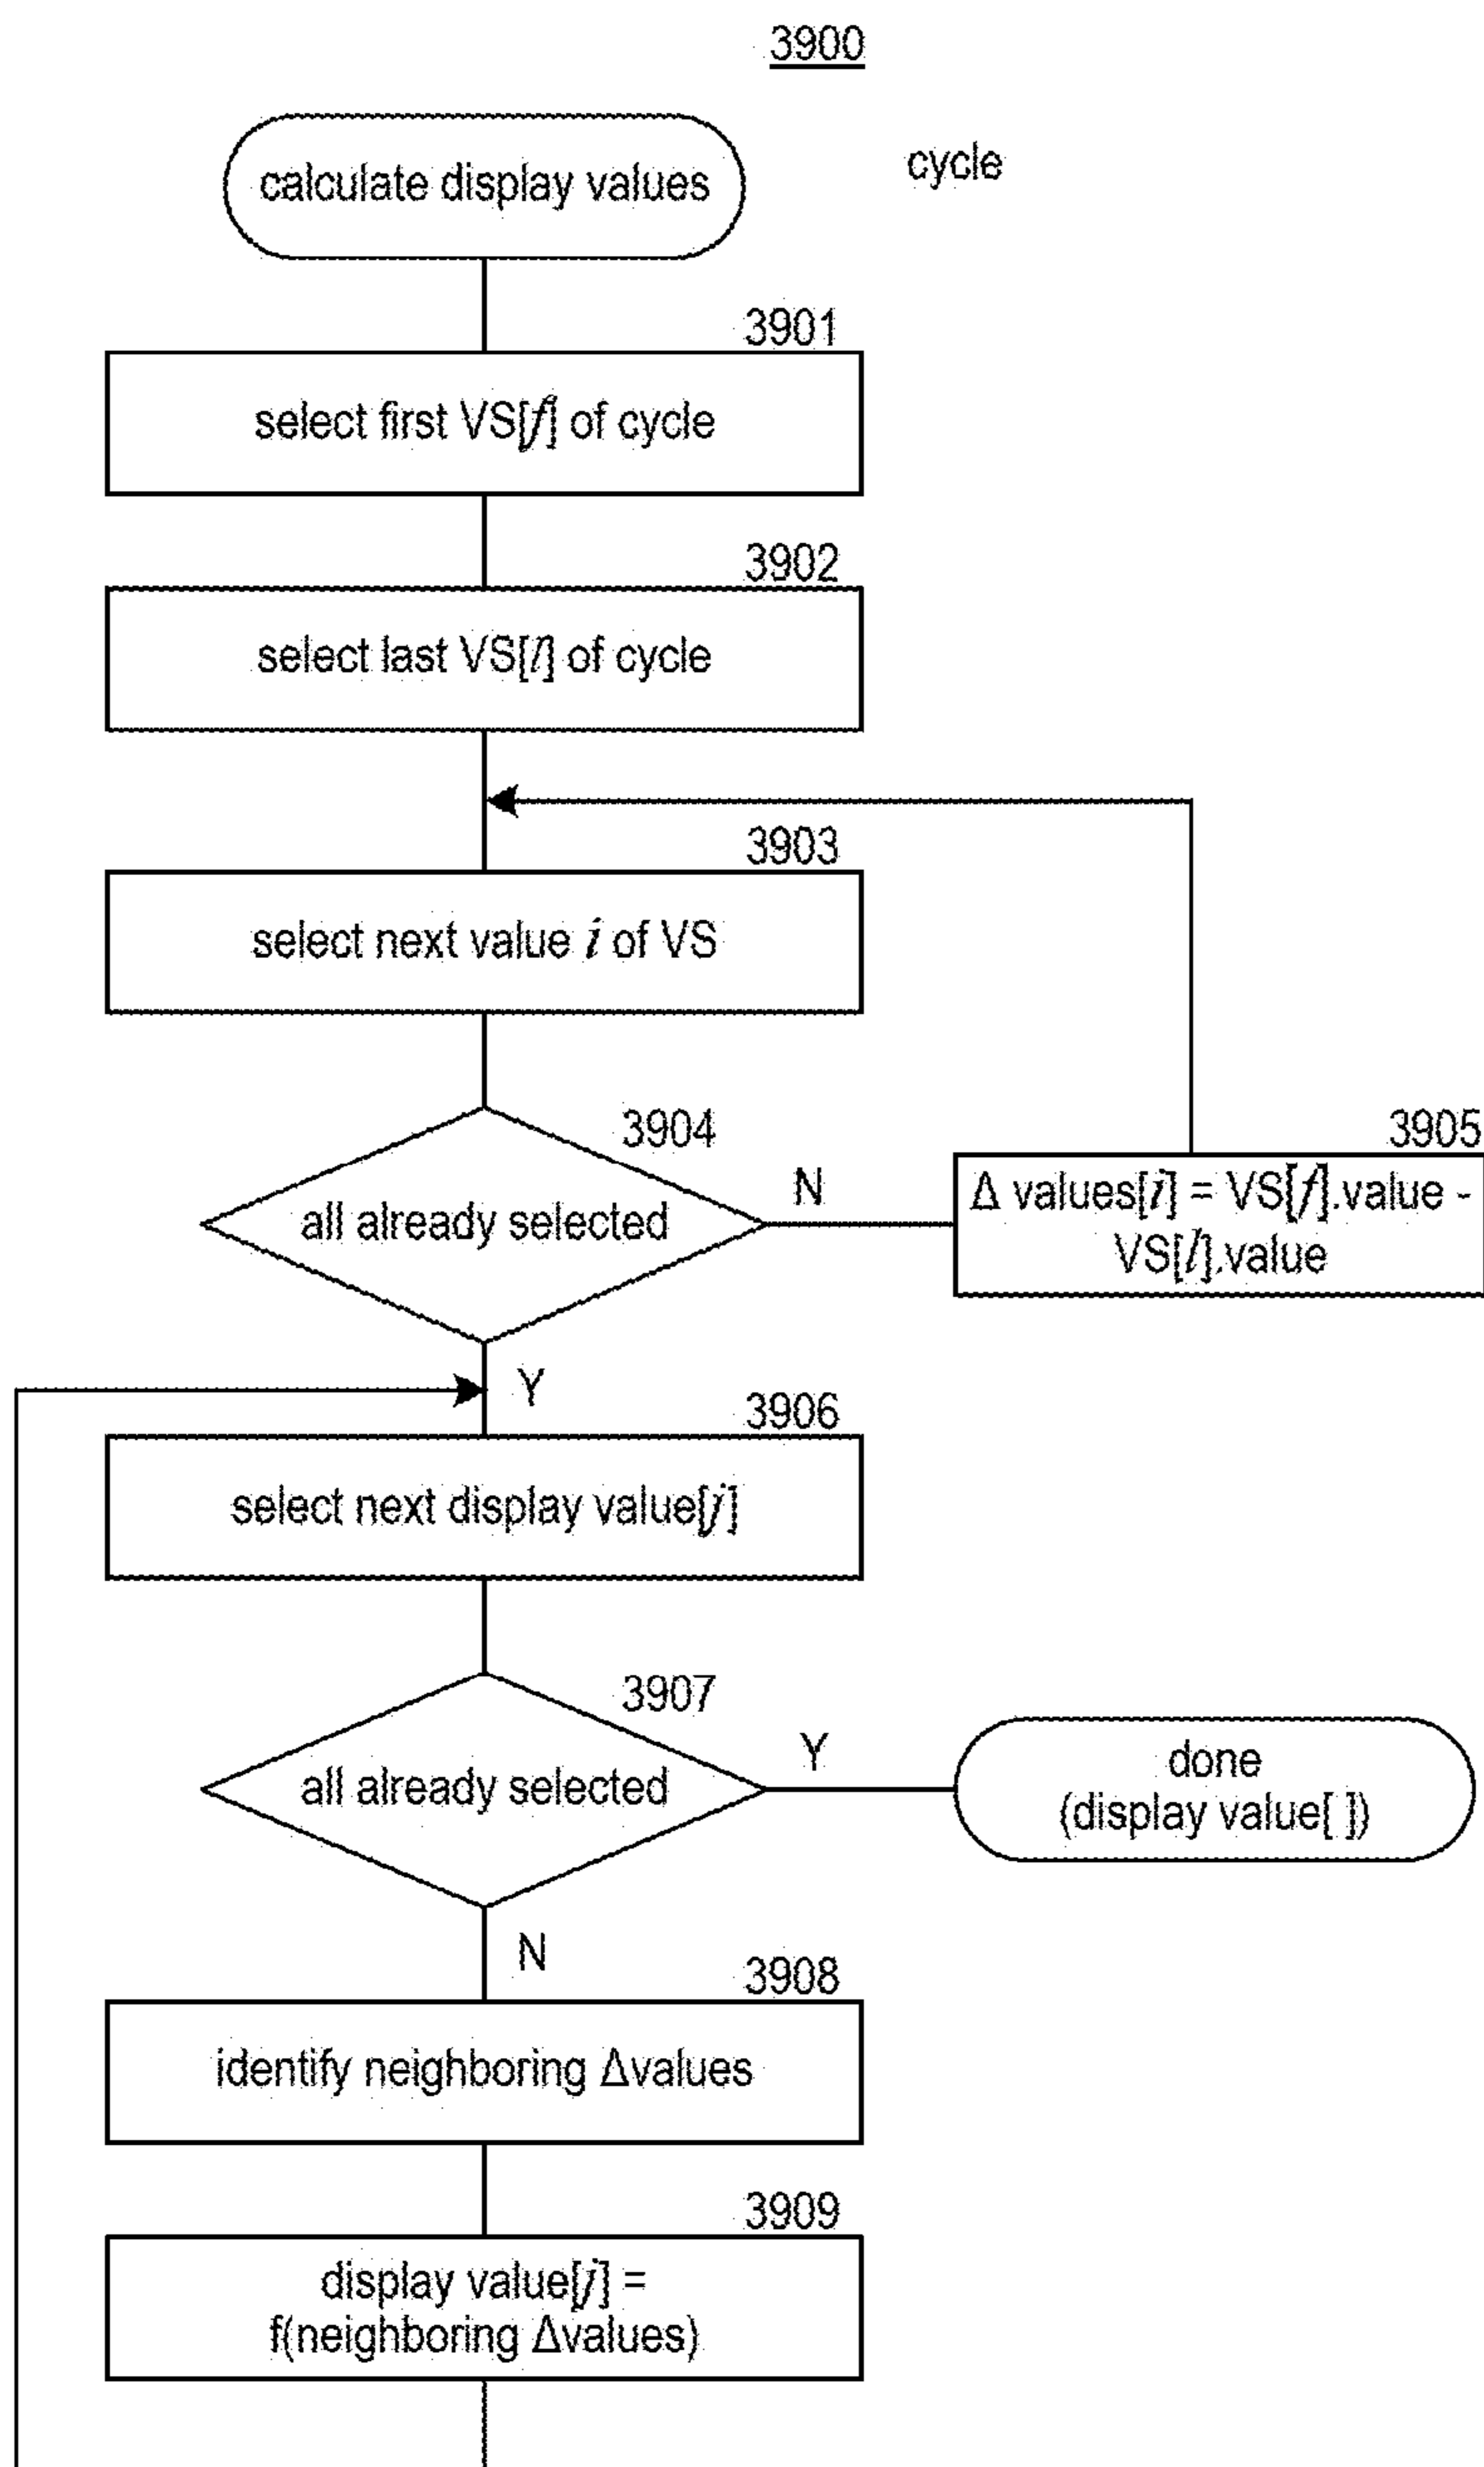 3900
calculate display values
cycle
3901
select first VS[f] of cycle
3902
select last VS[l] of cycle
3903
select next value i of VS
3904
all already selected
N
3905
Δ values[i] = VS[f].value -
VS[l].value
Y
3906
select next display value[j]
3907
all already selected
Y
done
(display value[ ])
N
3908
identify neighboring Δvalues
3909
display value[j] =
f(neighboring Δvalues)